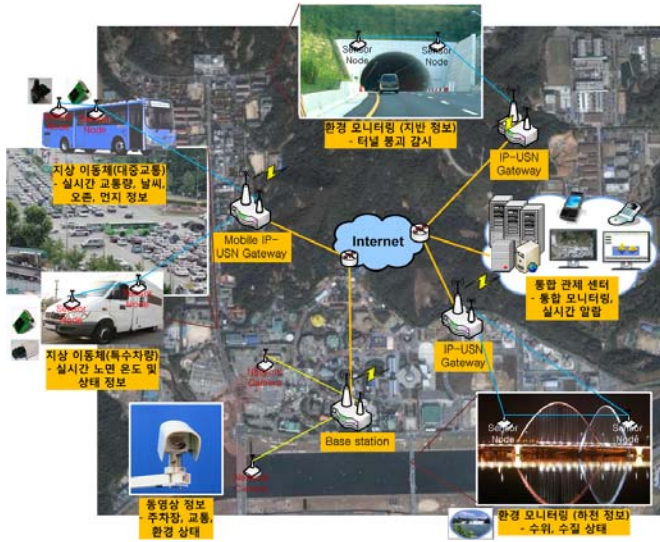 Sensor
Node
Sensor
Node
환경 모니터링 (지반 정보)
- 터널 붕괴 감시
Node
Node
지상 이동체(대중교통)
- 실시간 교통량, 날씨,
오존, 먼지 정보
IP-USN
Gateway
Mobile IP-
USN Gateway
Internet
통합 관제 센터
- 통합 모니터링,
실시간 알람
Sensor
Node
Node
지상 이동체(특수차량)
- 실시간 노면 온도 및
상태 정보
IP-USN
Gateway
Network
Camera
Base station
Sensor
Node
Sensor
Node
동영상 정보
- 주차장, 교통,
환경 상태
환경 모니터링 (하천 정보)
- 수위, 수질 상태